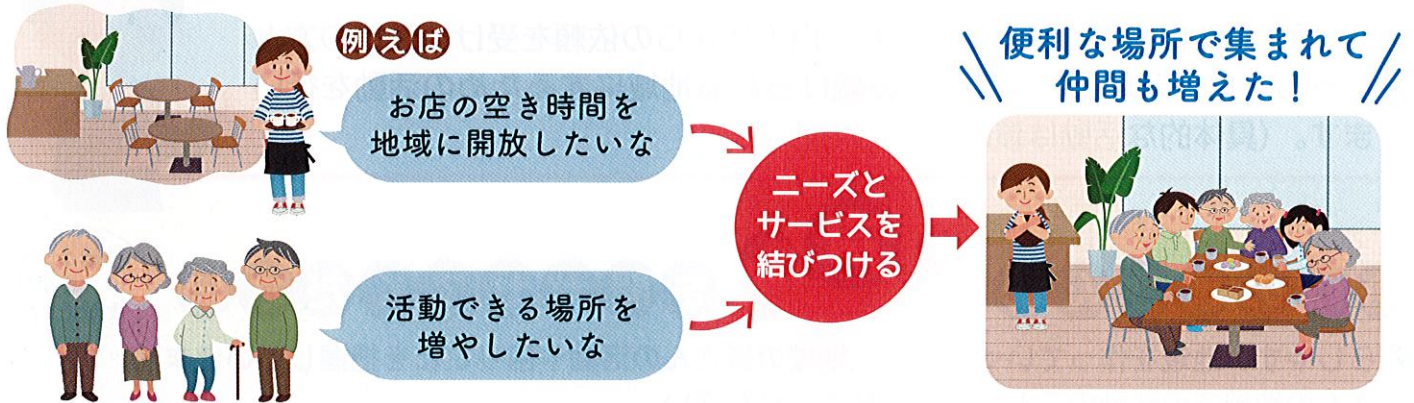 例えば
お店の空き時間を
地域に開放したいな
活動できる場所を
増やしたいな
ニーズと
サービスを
結びつける
便利な場所で集まれて
仲間も増えた!